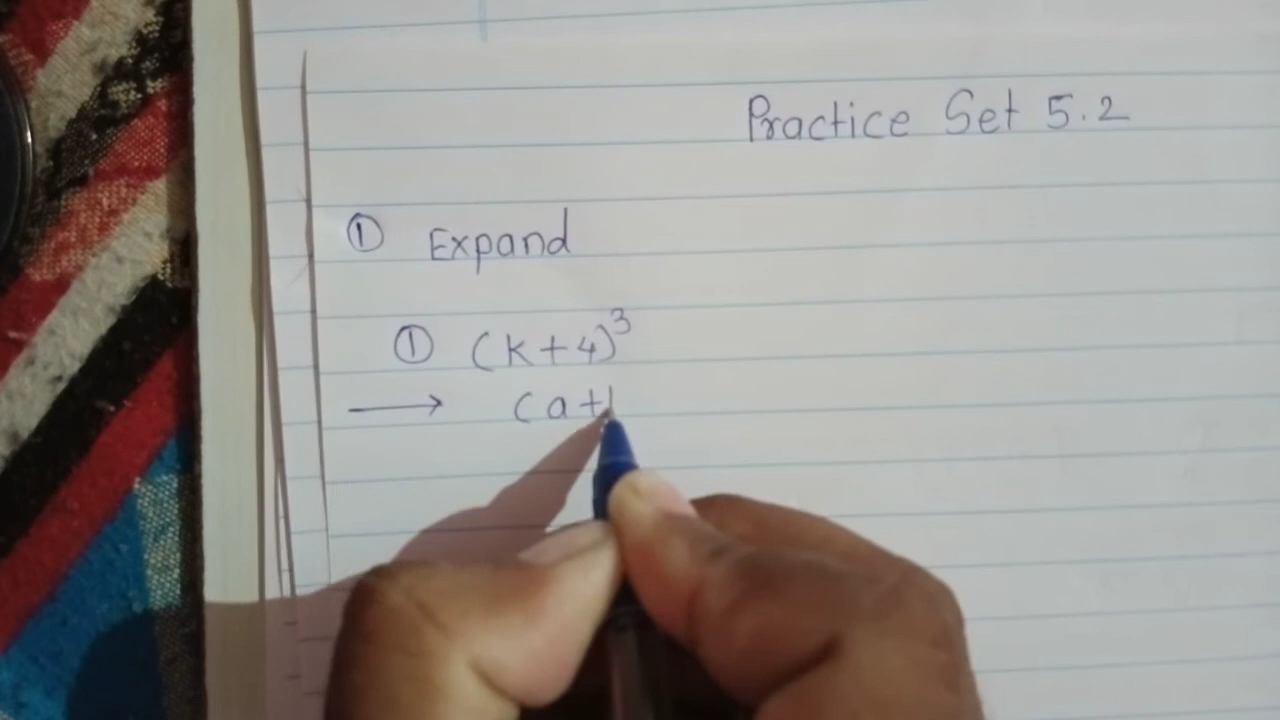 Practice Set 5.2
① Expand
① (k+4)³
→ (a+